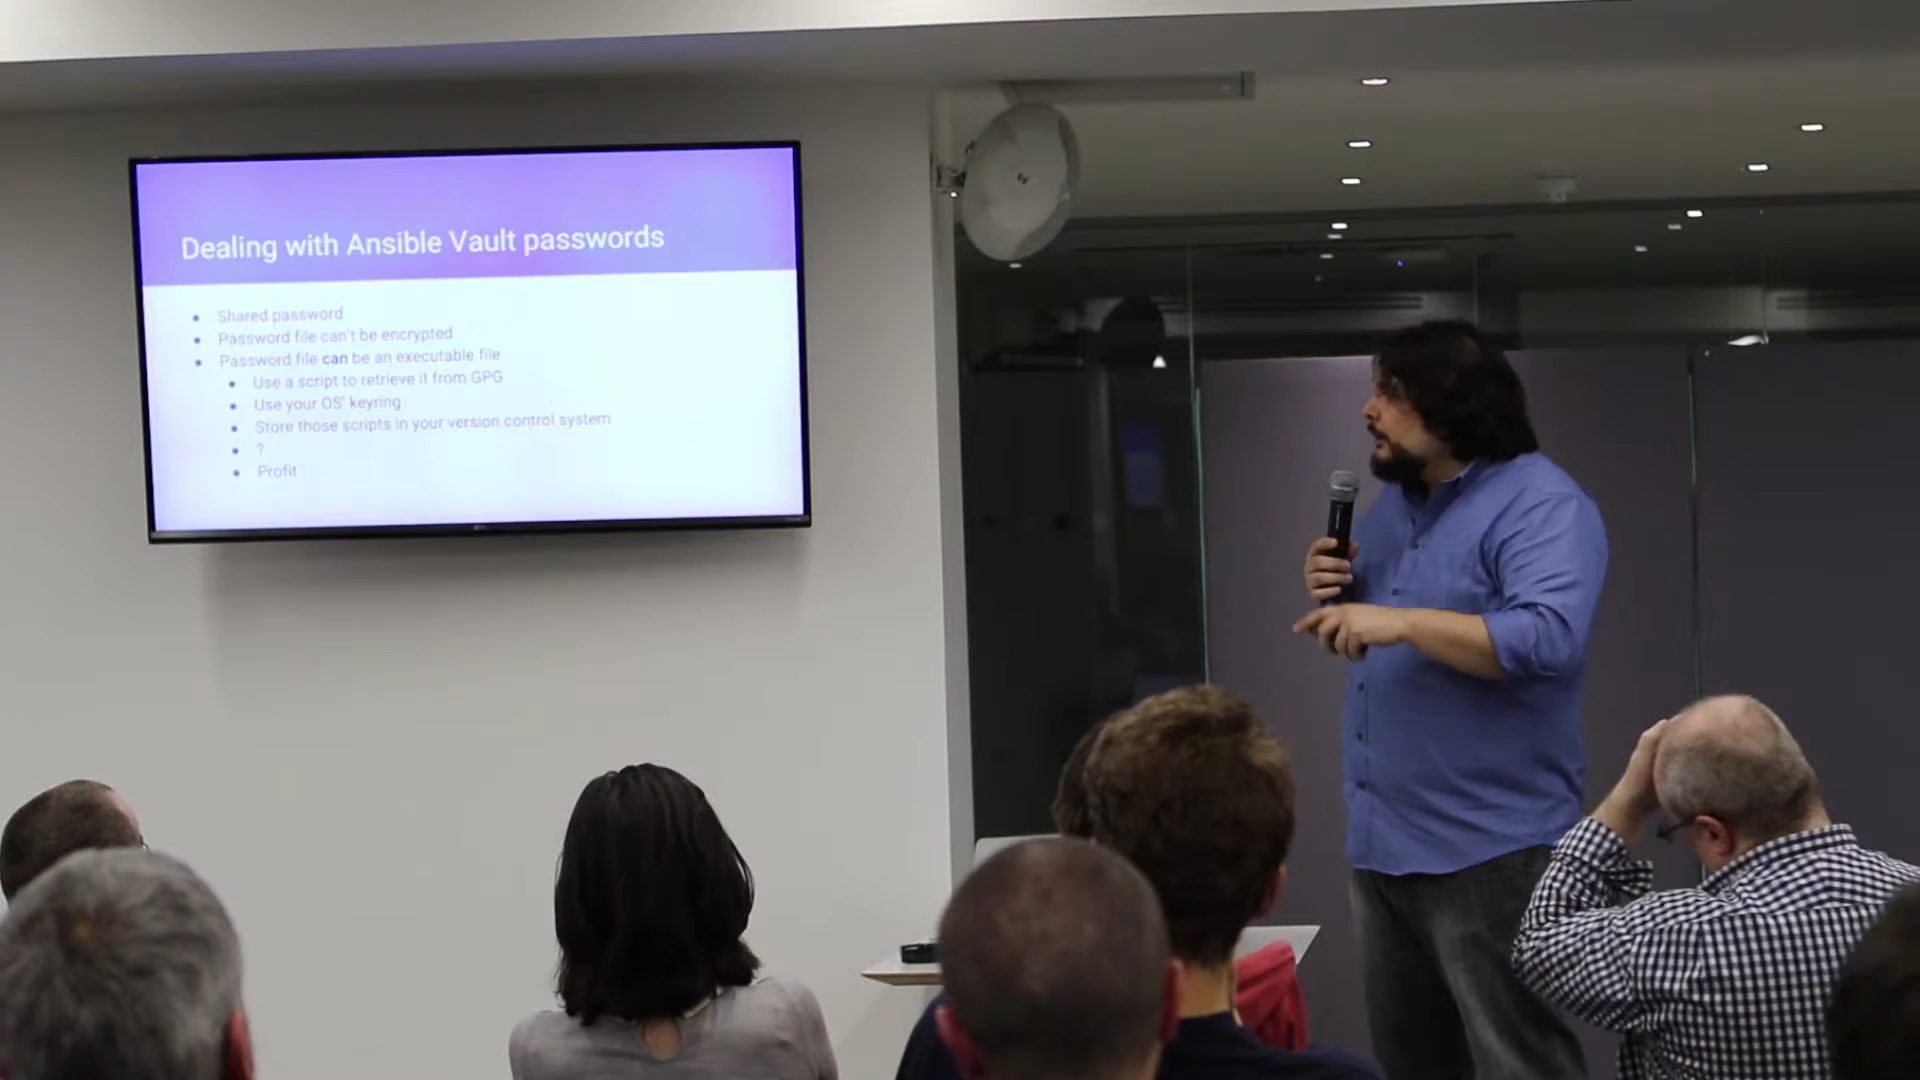 Dealing with Ansible Vault passwords
● Shared password
● Password file can't be encrypted
● Password file can be an executable file
● Use a script to retrieve it from GPG
● Use your OS' keyring
● Store those scripts in your version control system
● ?
● Profit